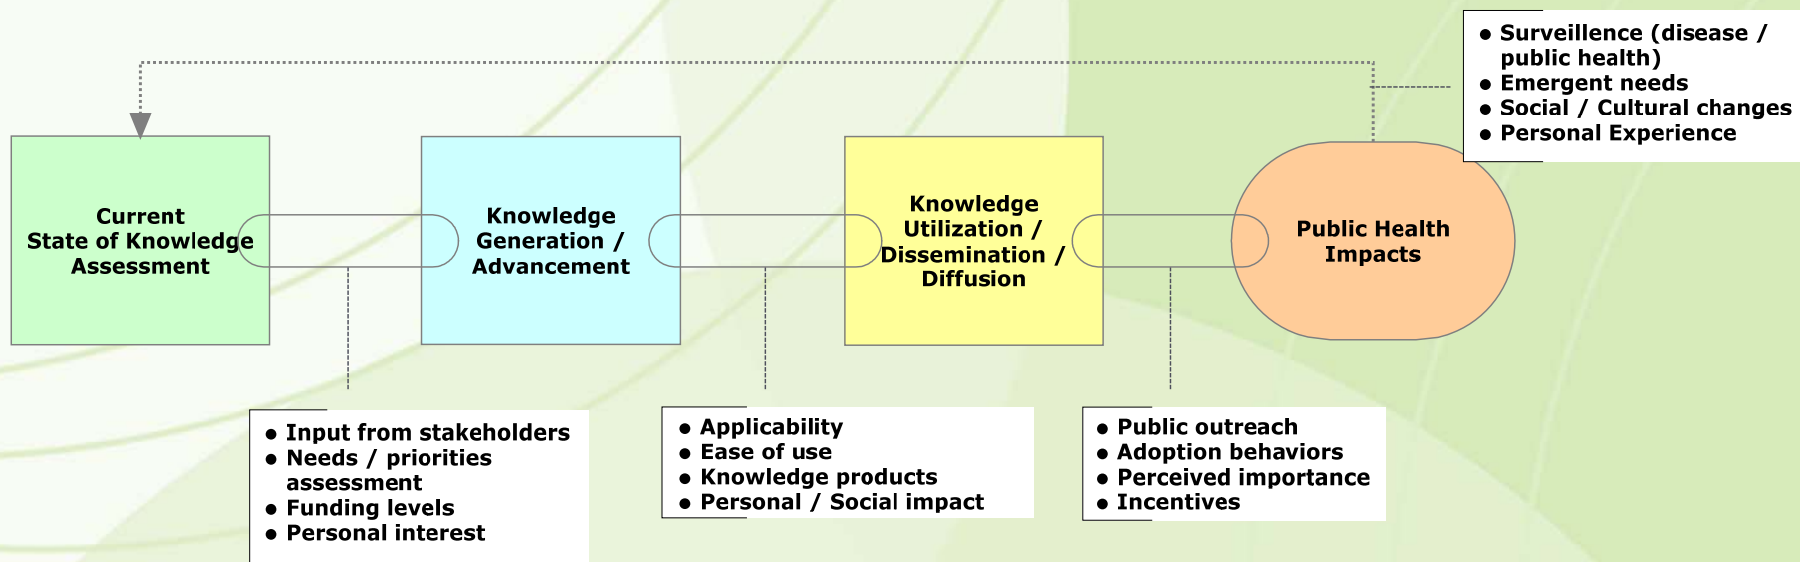 ● Surveillence (disease /
public health)
● Emergent needs
● Social / Cultural changes
● Personal Experience
Current
State of Knowledge
Assessment
Knowledge
Generation /
Advancement
Knowledge
Utilization /
Dissemination /
Diffusion
Public Health
Impacts
● Input from stakeholders
● Needs / priorities
assessment
● Funding levels
● Personal interest
● Applicability
● Ease of use
● Knowledge products
● Personal / Social impact
● Public outreach
● Adoption behaviors
● Perceived importance
● Incentives